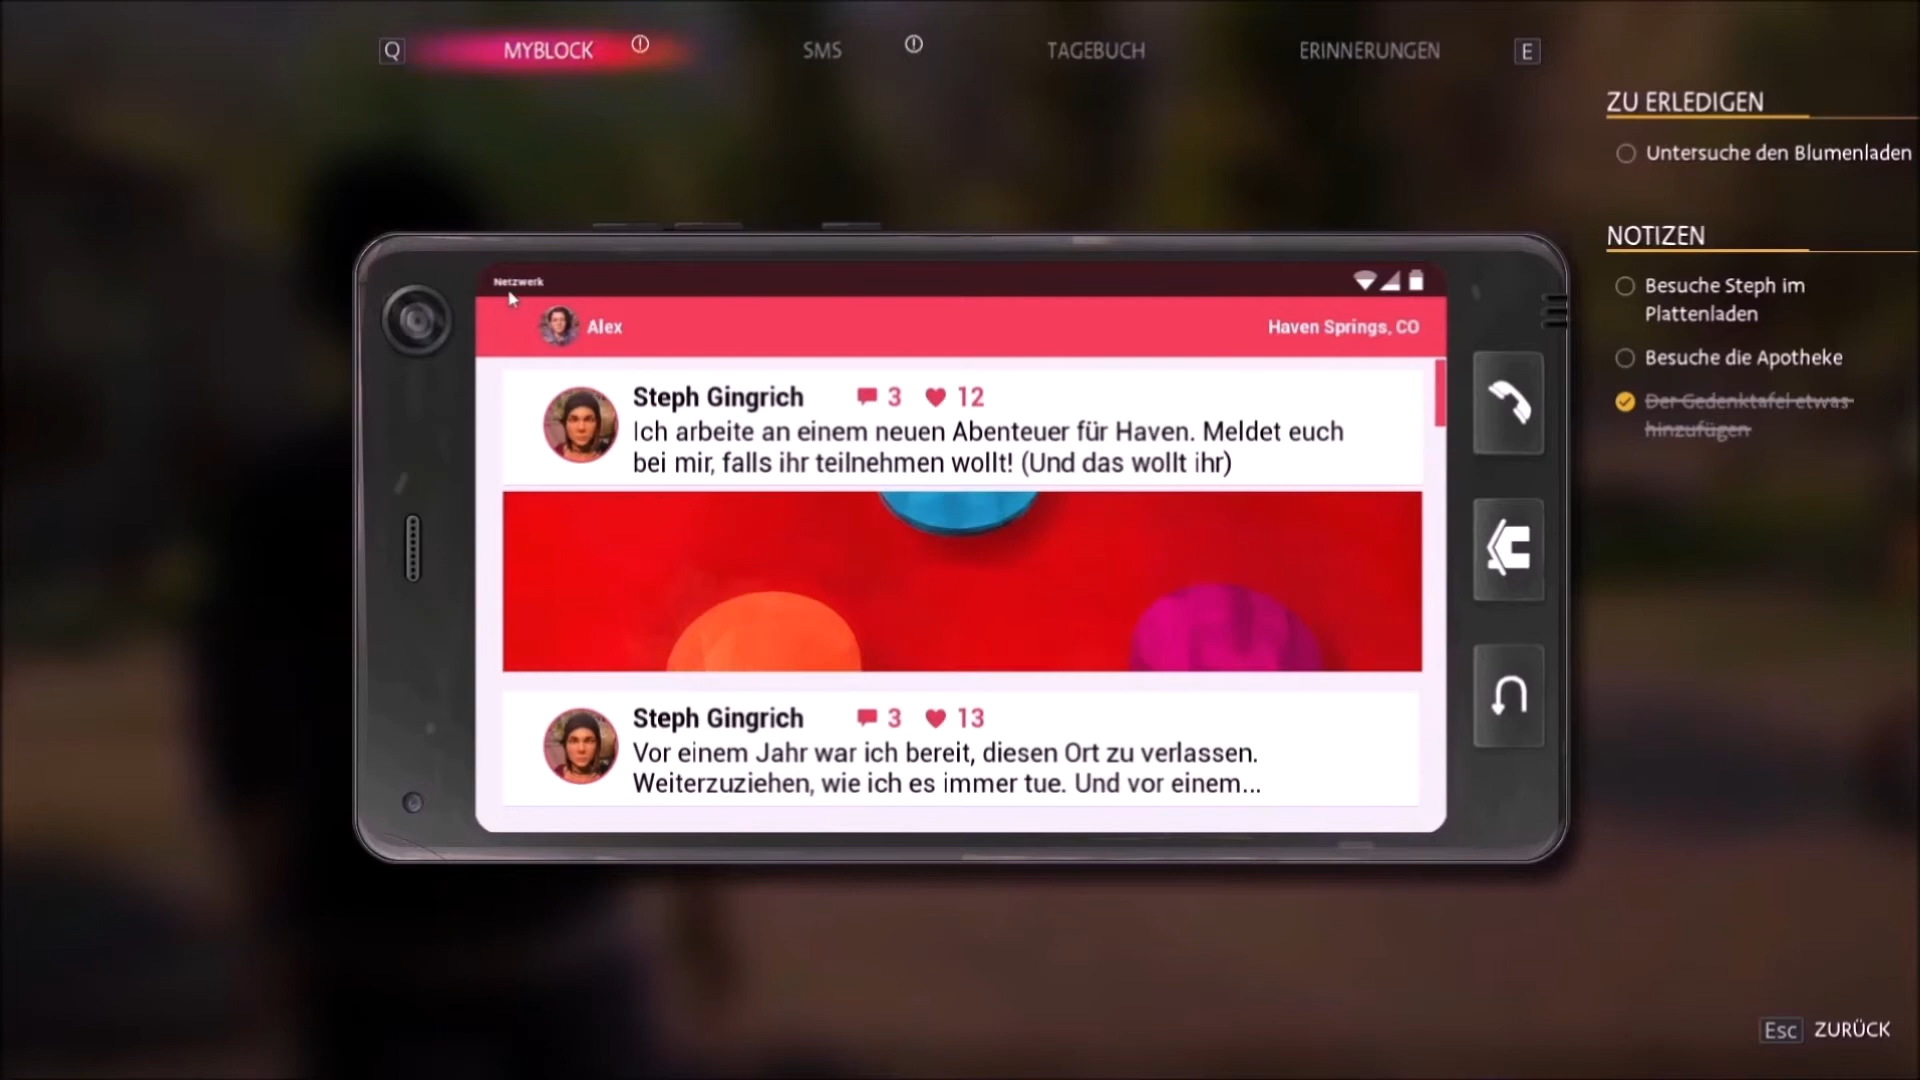 Q MYBLOCK SMS TAGEBUCH ERINNERUNGEN E
ZU ERLEDIGEN
Untersuche den Blumenladen
NOTIZEN
Besuche Steph im
Plattenladen
Besuche die Apotheke
Der Gedenktafel etwas
hinzufügen
Netzwerk
Alex Haven Springs, CO
Steph Gingrich 3 12
Ich arbeite an einem neuen Abenteuer für Haven. Meldet euch
bei mir, falls ihr teilnehmen wollt! (Und das wollt ihr)
Steph Gingrich 3 13
Vor einem Jahr war ich bereit, diesen Ort zu verlassen.
Weiterzuziehen, wie ich es immer tue. Und vor einem...
Esc ZURÜCK